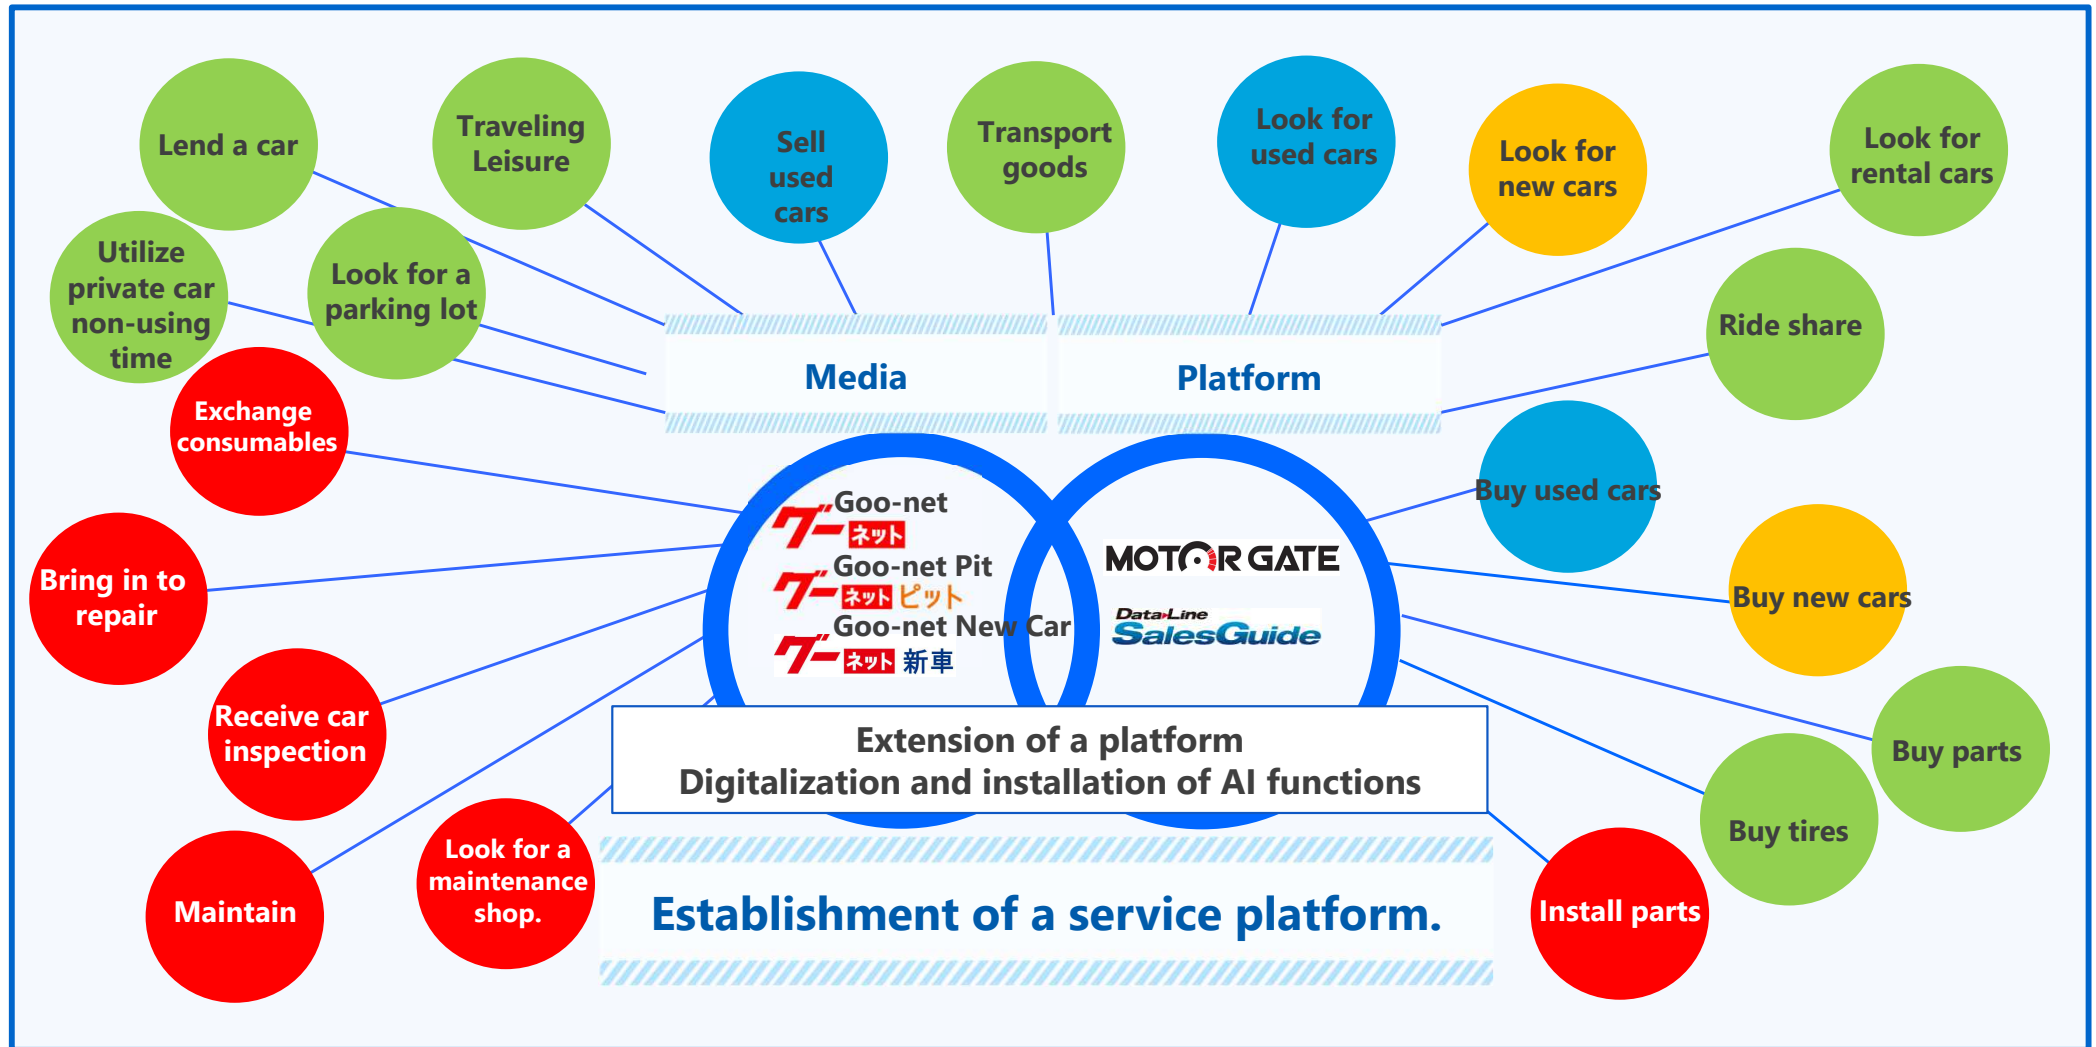 Lend a car
Traveling
Leisure
Sell
used
cars
Transport
goods
Look for
used cars
Look for
new cars
Look for
rental cars
Utilize
private car
non-using
time
Look for a
parking lot
Ride share
Media
Platform
Exchange
consumables
Buy used cars
Goo-net
グーネット
Goo-net Pit
グーネットピット
Goo-net New Car
グーネット新車
MOTOR GATE
Data Line
SalesGuide
Bring in to
repair
Buy new cars
Receive car
inspection
Extension of a platform
Digitalization and installation of AI functions
Buy parts
Buy tires
Maintain
Look for a
maintenance
shop.
Establishment of a service platform.
Install parts